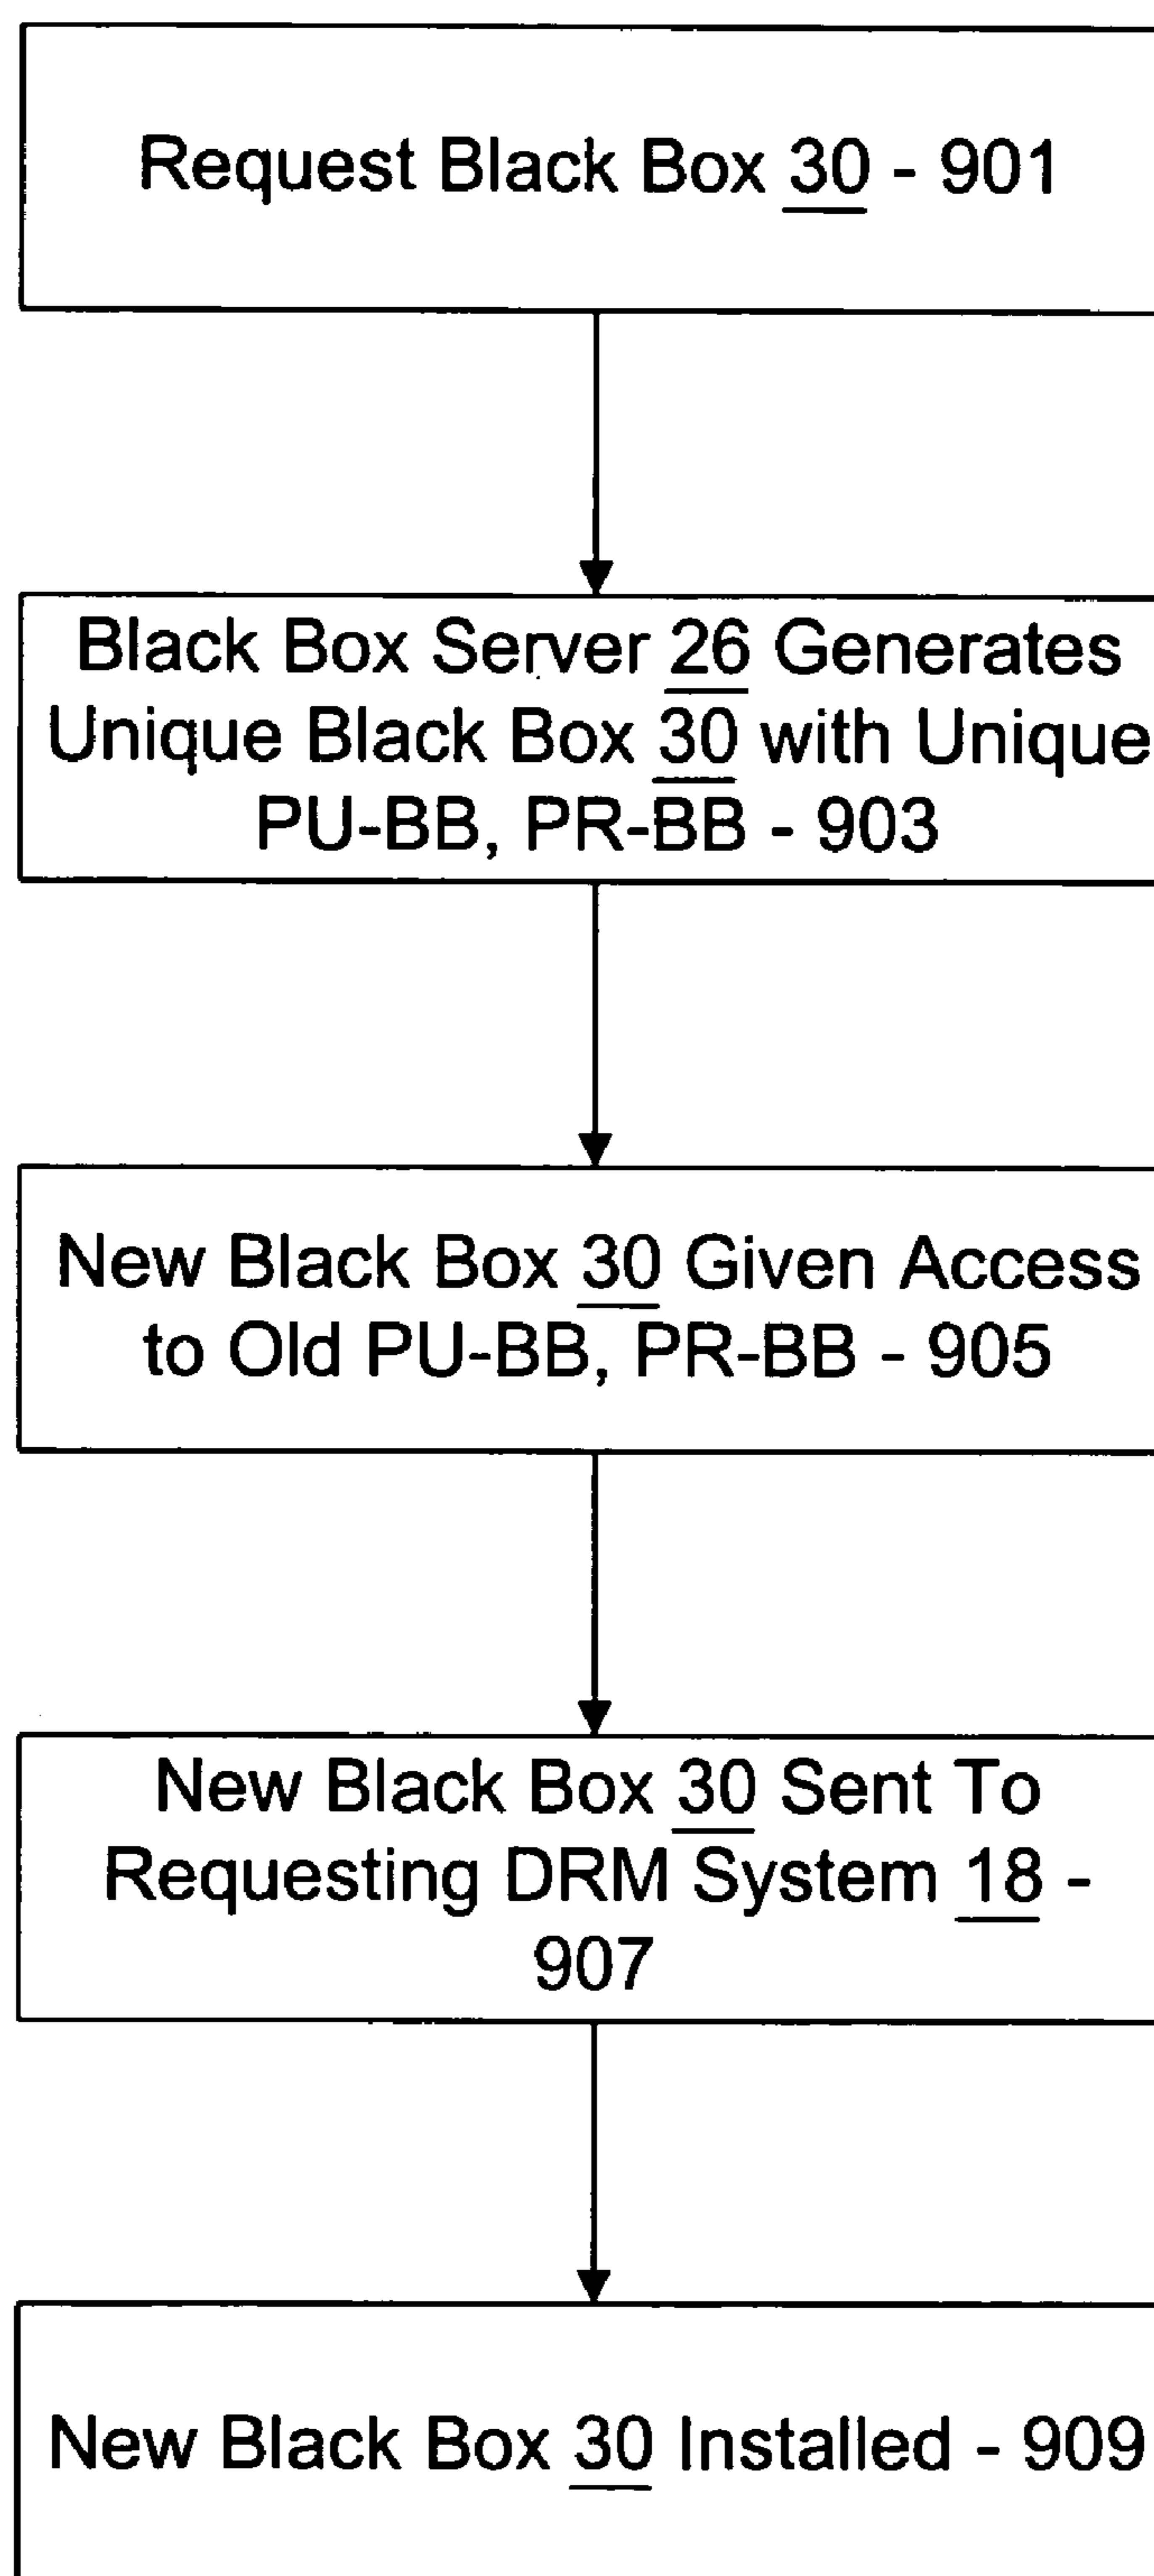 Request Black Box 30 - 901
Black Box Server 26 Generates
Unique Black Box 30 with Unique
PU-BB, PR-BB - 903
New Black Box 30 Given Access
to Old PU-BB, PR-BB - 905
New Black Box 30 Sent To
Requesting DRM System 18 -
907
New Black Box 30 Installed - 909